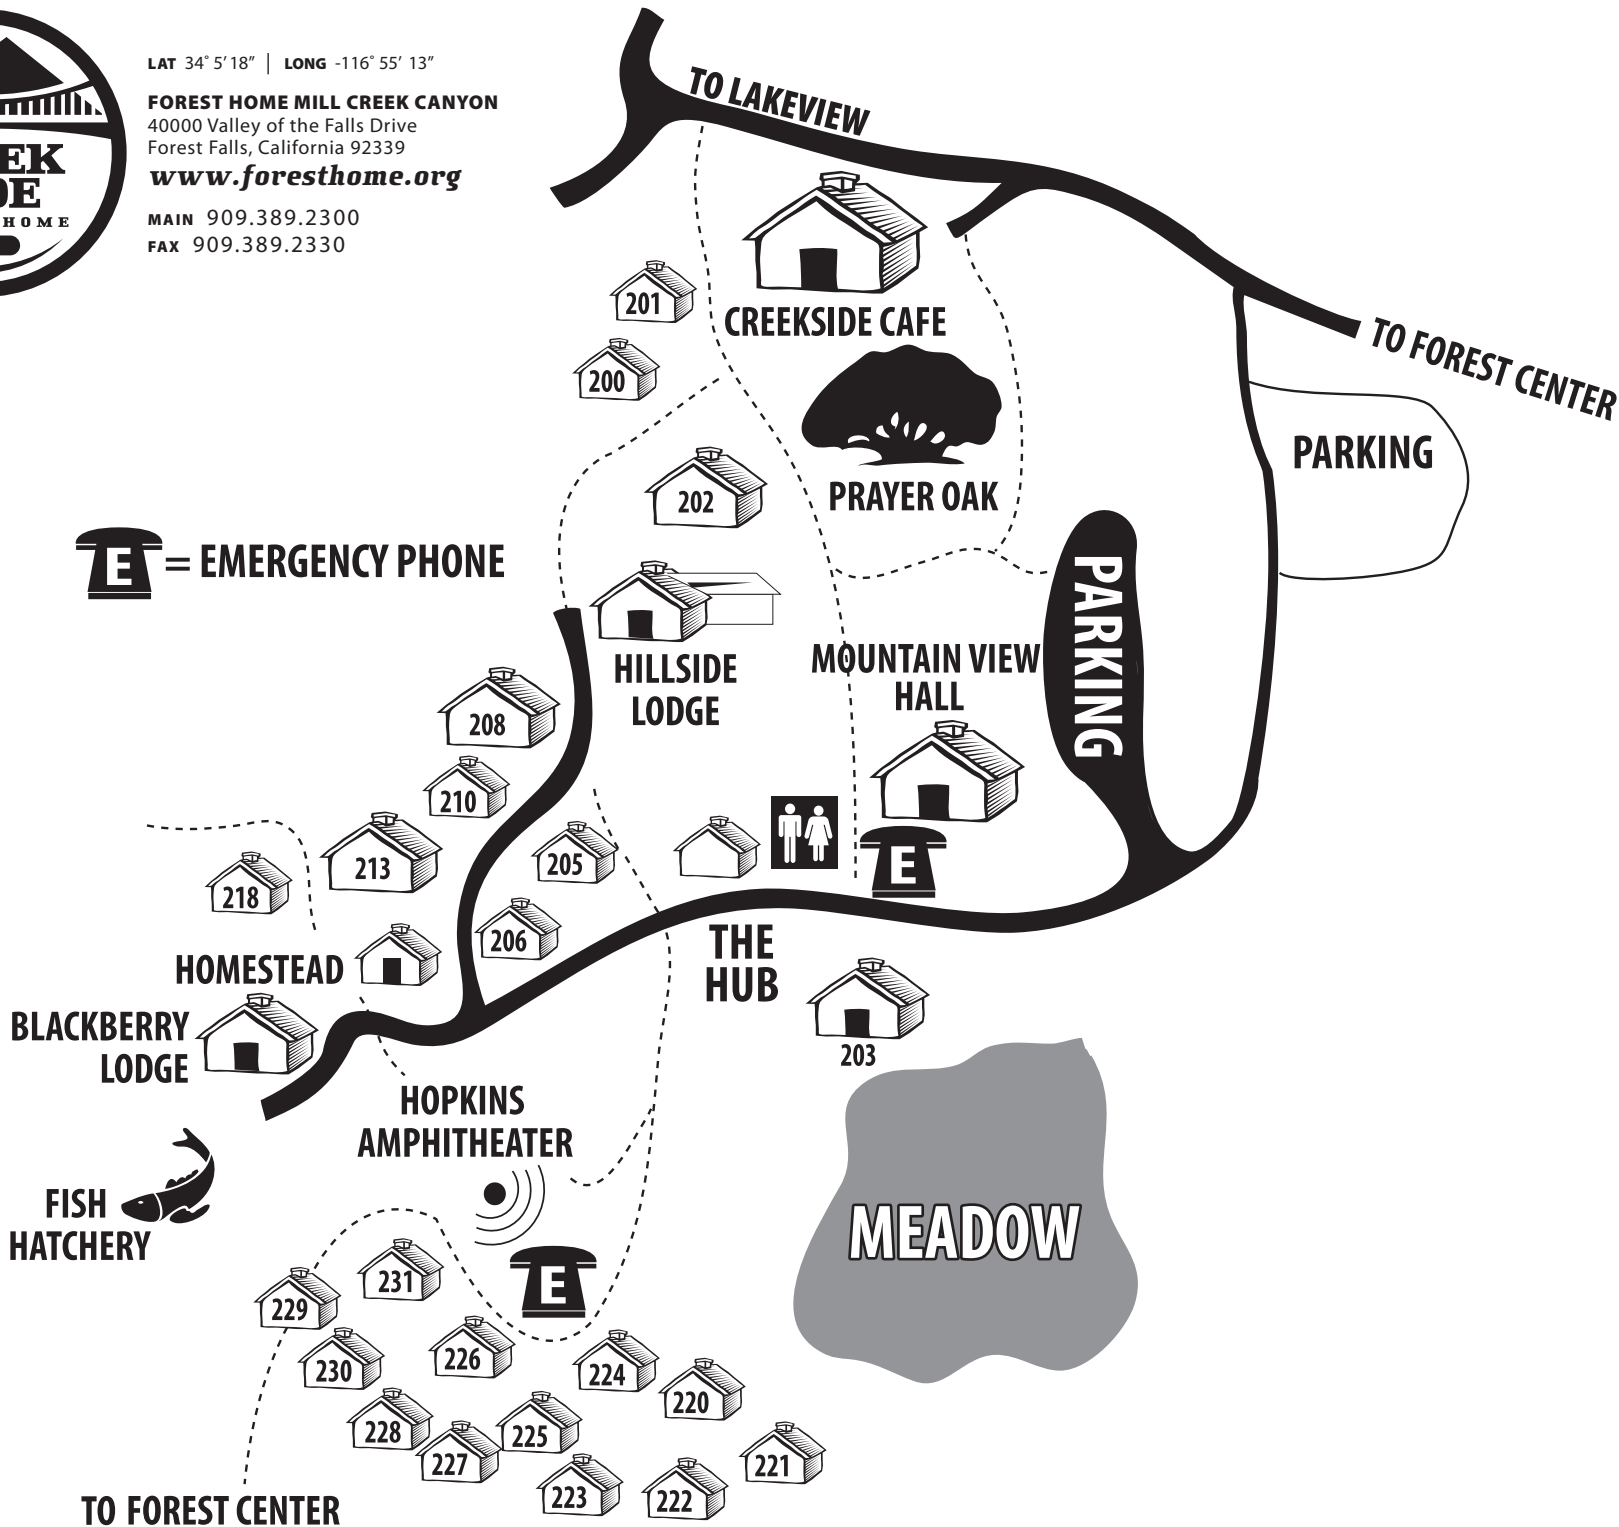 LAT 34° 5' 18" | LONG -116° 55' 13"
FOREST HOME MILL CREEK CANYON
40000 Valley of the Falls Drive
Forest Falls, California 92339
www.foresthome.org
MAIN 909.389.2300
FAX 909.389.2330
HOME
TO LAKEVIEW
201
CREEKSIDE CAFE
TO FOREST CENTER
200
PARKING
202
PRAYER OAK
E = EMERGENCY PHONE
PARKING
HILLSIDE
LODGE
MOUNTAIN VIEW
HALL
208
210
213
205
218
E
206
THE
HUB
HOMESTEAD
BLACKBERRY
LODGE
203
HOPKINS
AMPHITHEATER
FISH
HATCHERY
MEADOW
E
231
229
230
226
224
220
228
225
227
221
223
222
TO FOREST CENTER